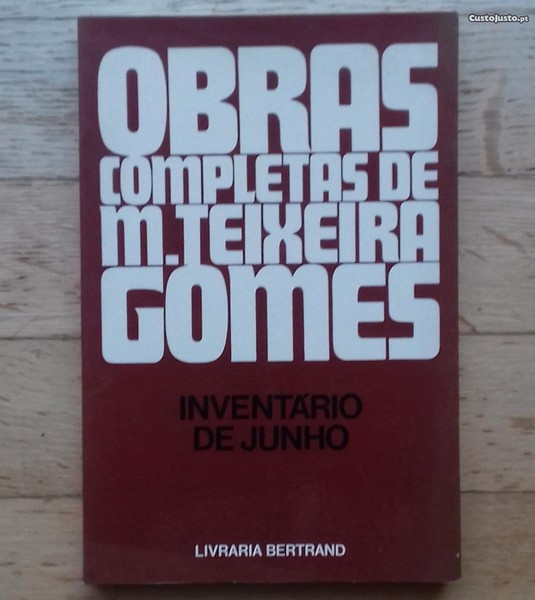 CustoJusto.pt
OBRAS
COMPLETAS DE
M. TEIXEIRA
GOMES
INVENTÁRIO
DE JUNHO
LIVRARIA BERTRAND